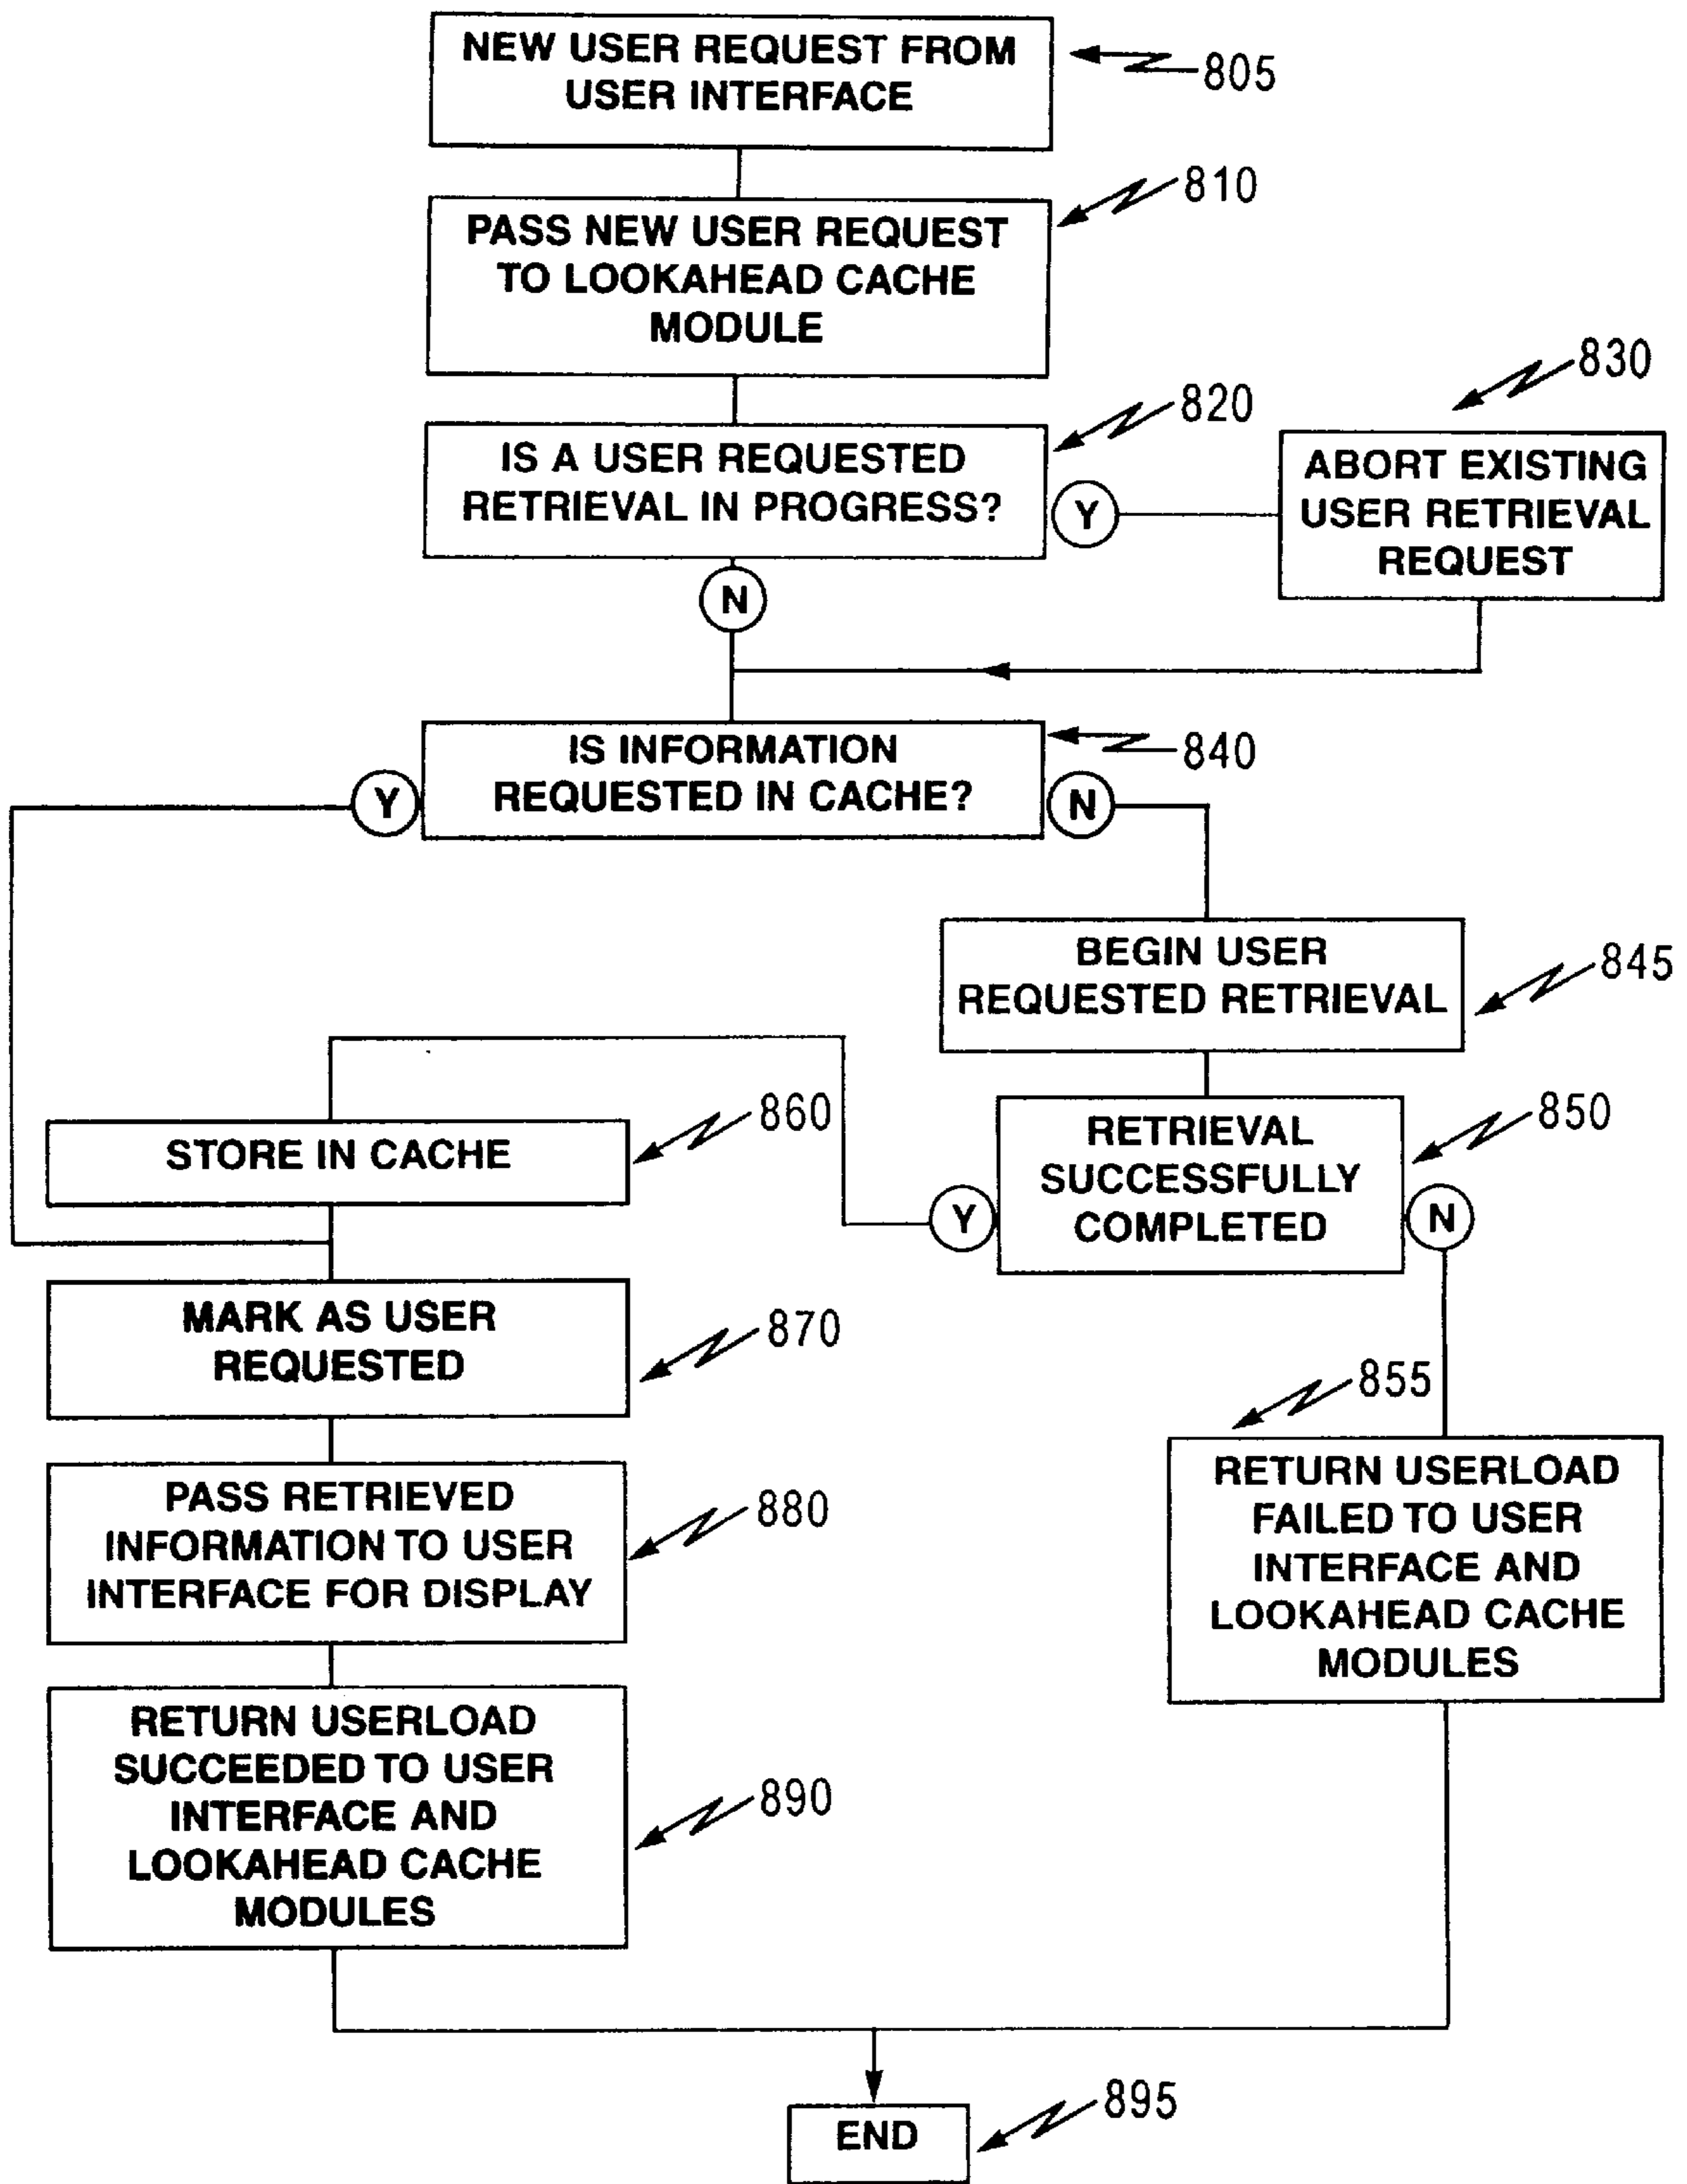 NEW USER REQUEST FROM
USER INTERFACE
805
PASS NEW USER REQUEST
TO LOOKAHEAD CACHE
MODULE
810
IS A USER REQUESTED
RETRIEVAL IN PROGRESS?
820
Y
N
ABORT EXISTING
USER RETRIEVAL
REQUEST
830
IS INFORMATION
REQUESTED IN CACHE?
840
Y
N
BEGIN USER
REQUESTED RETRIEVAL
845
RETRIEVAL
SUCCESSFULLY
COMPLETED
850
Y
N
STORE IN CACHE
860
MARK AS USER
REQUESTED
870
855
RETURN USERLOAD
FAILED TO USER
INTERFACE AND
LOOKAHEAD CACHE
MODULES
PASS RETRIEVED
INFORMATION TO USER
INTERFACE FOR DISPLAY
880
RETURN USERLOAD
SUCCEEDED TO USER
INTERFACE AND
LOOKAHEAD CACHE
MODULES
890
END
895